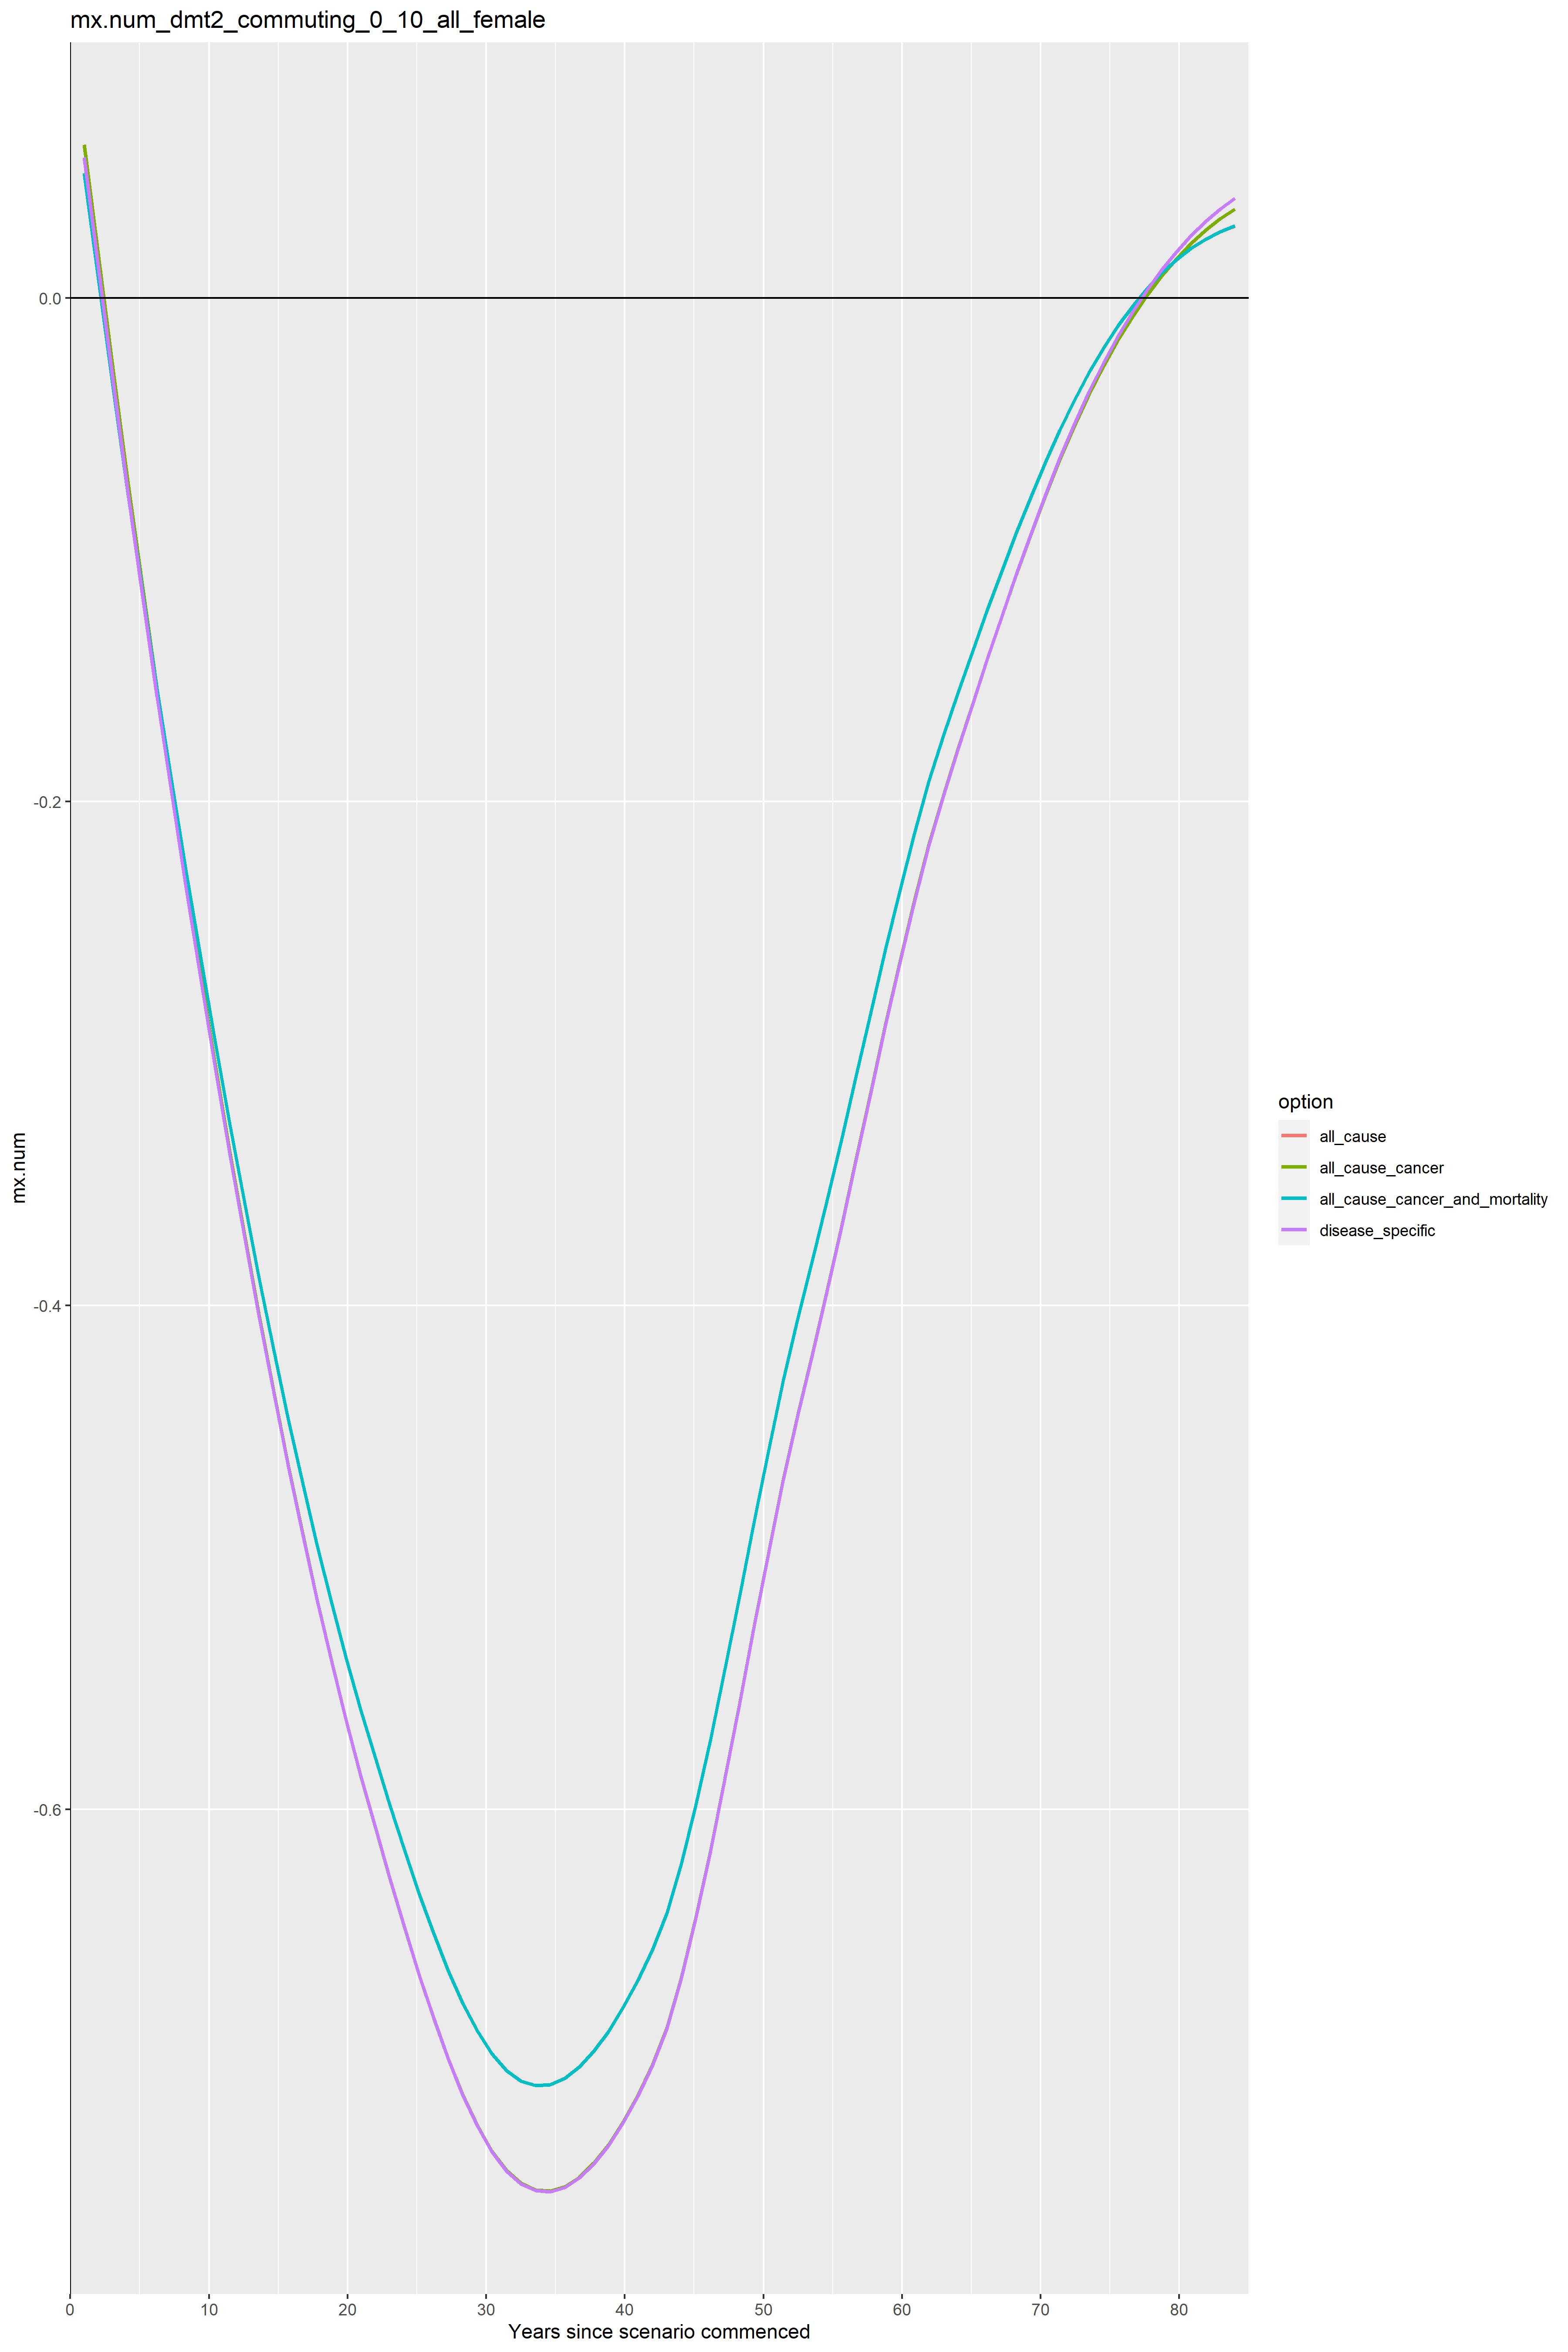 mx.num_dmt2_commuting_0_10_all_female
0.0
-0.2
-0.4
-0.6
mx.num
0 10 20 30 40 50 60 70 80
Years since scenario commenced
option
all_cause
all_cause_cancer
all_cause_cancer_and_mortality
disease_specific